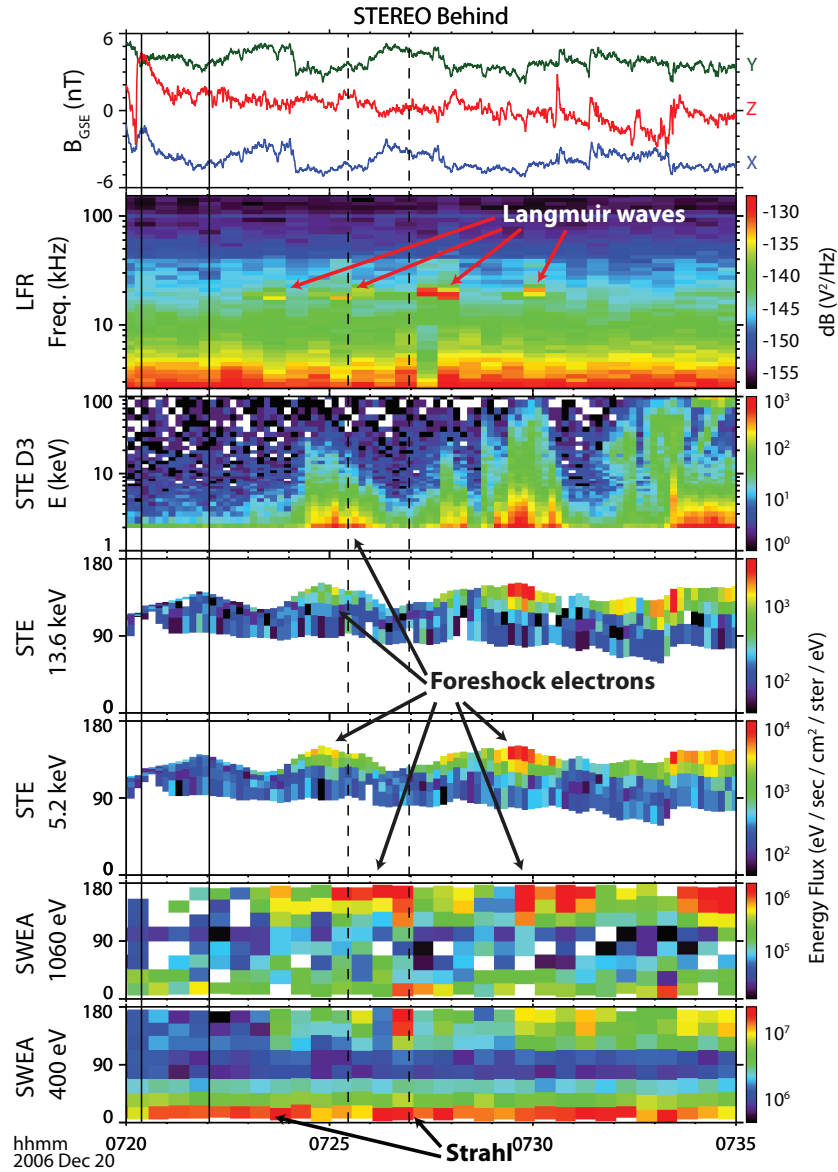 STEREO Behind
6
0
-6
B GSE (nT)
Y
Z
X
100
10
LFR
Freq. (kHz)
Langmuir waves
-130
-135
-140
-145
-150
-155
dB (V²/Hz)
100
10
1
STE D3
E (keV)
10³
10²
10¹
10⁰
180
90
0
STE
13.6 keV
10³
10²
Foreshock electrons
180
90
0
STE
5.2 keV
10⁴
10³
10²
Energy Flux (eV / sec / cm² / ster / eV)
180
90
0
SWEA
1060 eV
10⁶
10⁵
180
90
0
SWEA
400 eV
10⁷
10⁶
hhmm
2006 Dec 20
0720
0725
0730
0735
Strahl